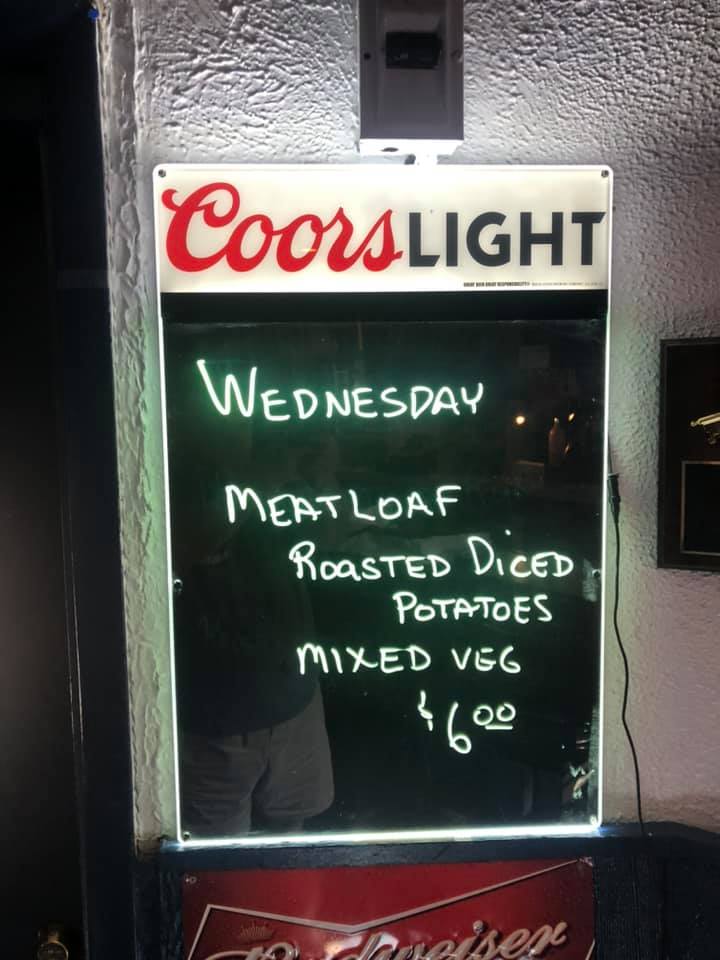 Coors LIGHT
WEDNESDAY
MEATLOAF
ROASTED DICED
POTATOES
MIXED VEG
$6.00
Budweiser